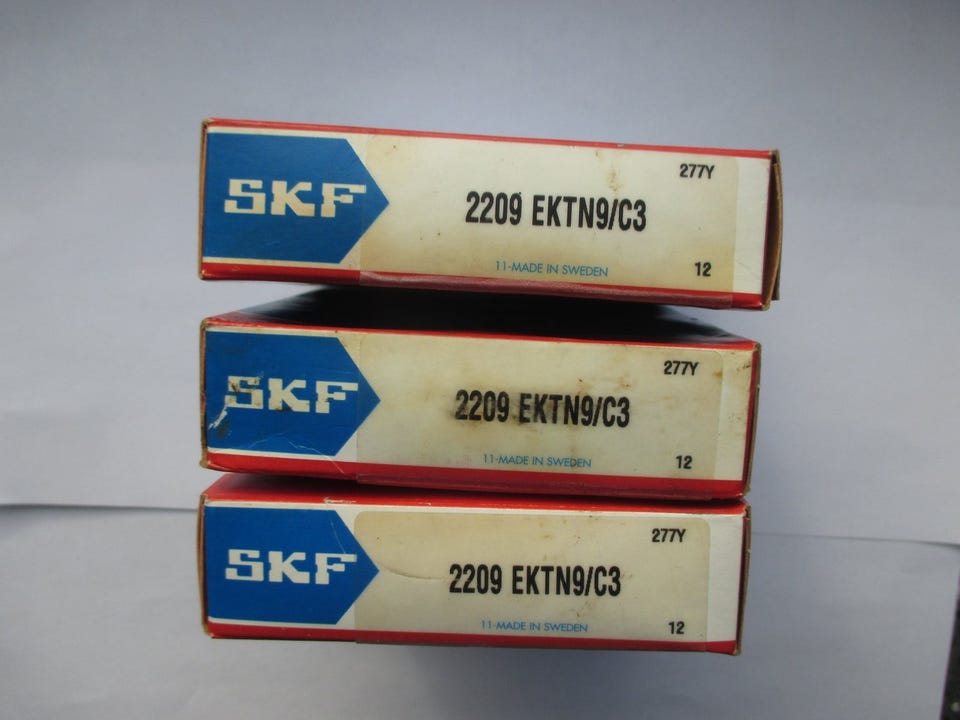 SKF
277Y
2209 EKTN9/C3
11-MADE IN SWEDEN
12
SKF
277Y
2209 EKTN9/C3
11-MADE IN SWEDEN
12
SKF
277Y
2209 EKTN9/C3
11-MADE IN SWEDEN
12